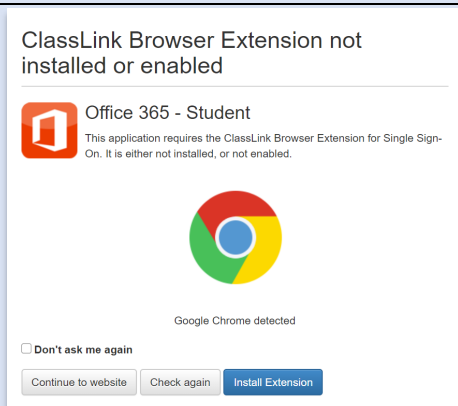 ClassLink Browser Extension not
installed or enabled
Office 365 - Student
This application requires the ClassLink Browser Extension for Single Sign-
On. It is either not installed, or not enabled.
Google Chrome detected
Don't ask me again
Continue to website Check again Install Extension